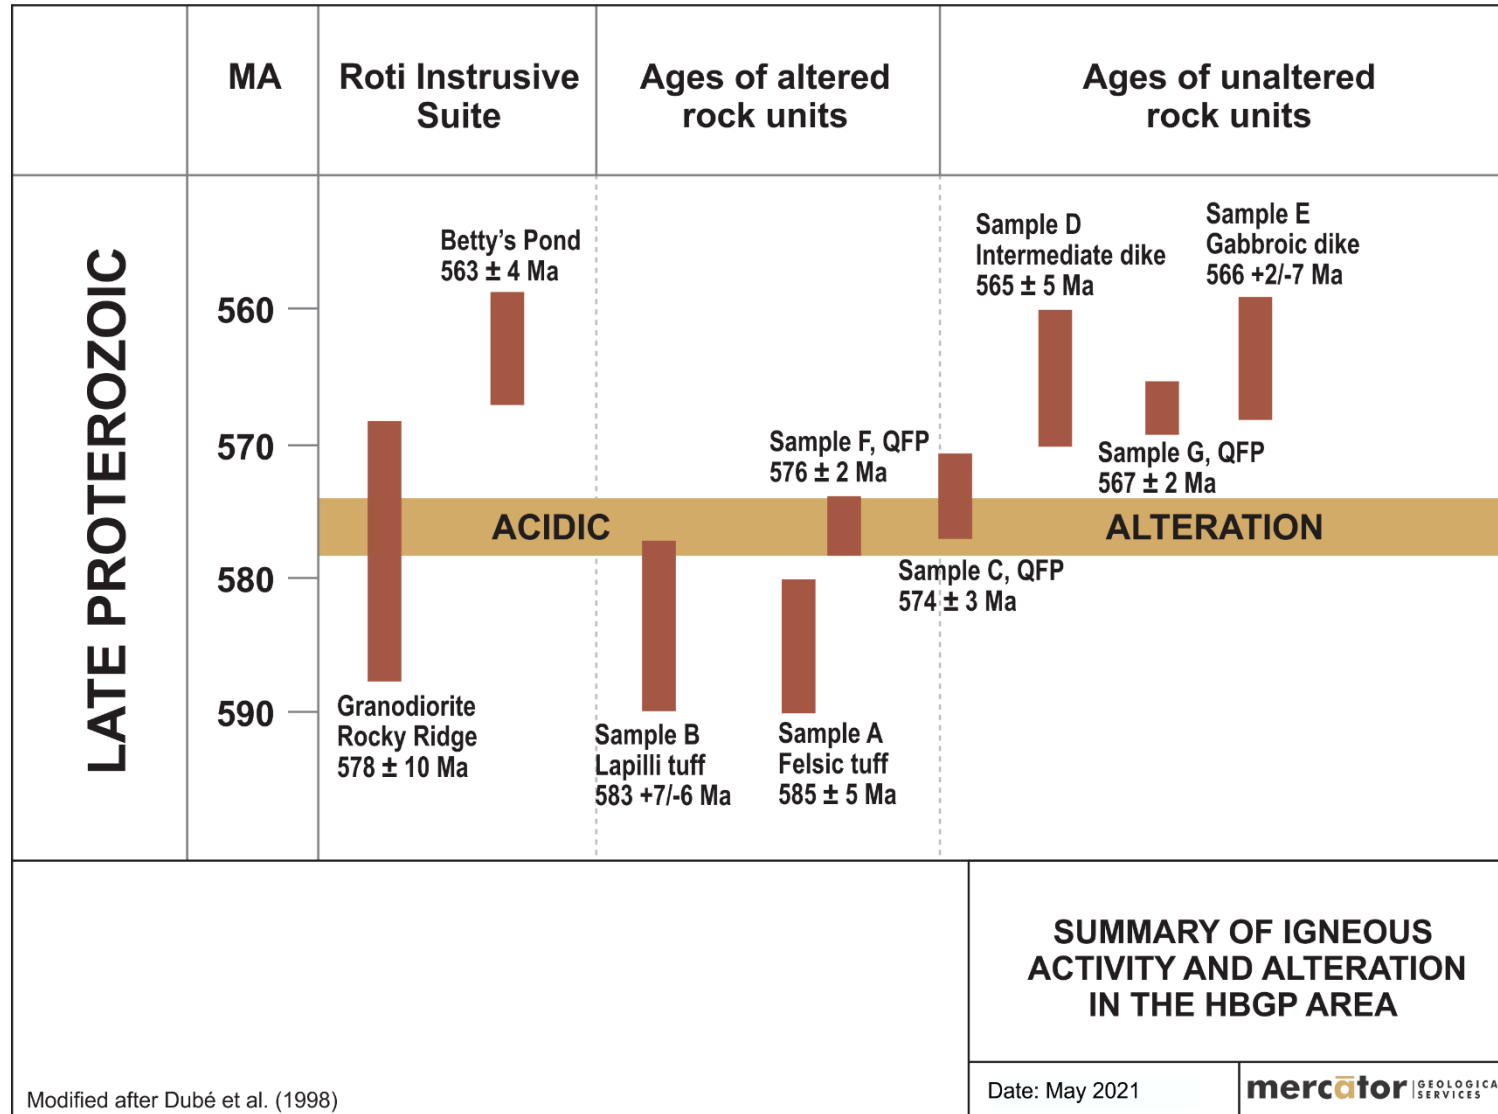 MA
Roti Instrusive
Suite
Ages of altered
rock units
Ages of unaltered
rock units
LATE PROTEROZOIC
560
570
580
590
Betty's Pond
563 ± 4 Ma
Granodiorite
Rocky Ridge
578 ± 10 Ma
Sample B
Lapilli tuff
583 +7/-6 Ma
Sample A
Felsic tuff
585 ± 5 Ma
Sample F, QFP
576 ± 2 Ma
Sample C, QFP
574 ± 3 Ma
Sample D
Intermediate dike
565 ± 5 Ma
Sample G, QFP
567 ± 2 Ma
Sample E
Gabbroic dike
566 +2/-7 Ma
ACIDIC
ALTERATION
SUMMARY OF IGNEOUS
ACTIVITY AND ALTERATION
IN THE HBGP AREA
Modified after Dubé et al. (1998)
Date: May 2021
mercātor
GEOLOGICA
SERVICES